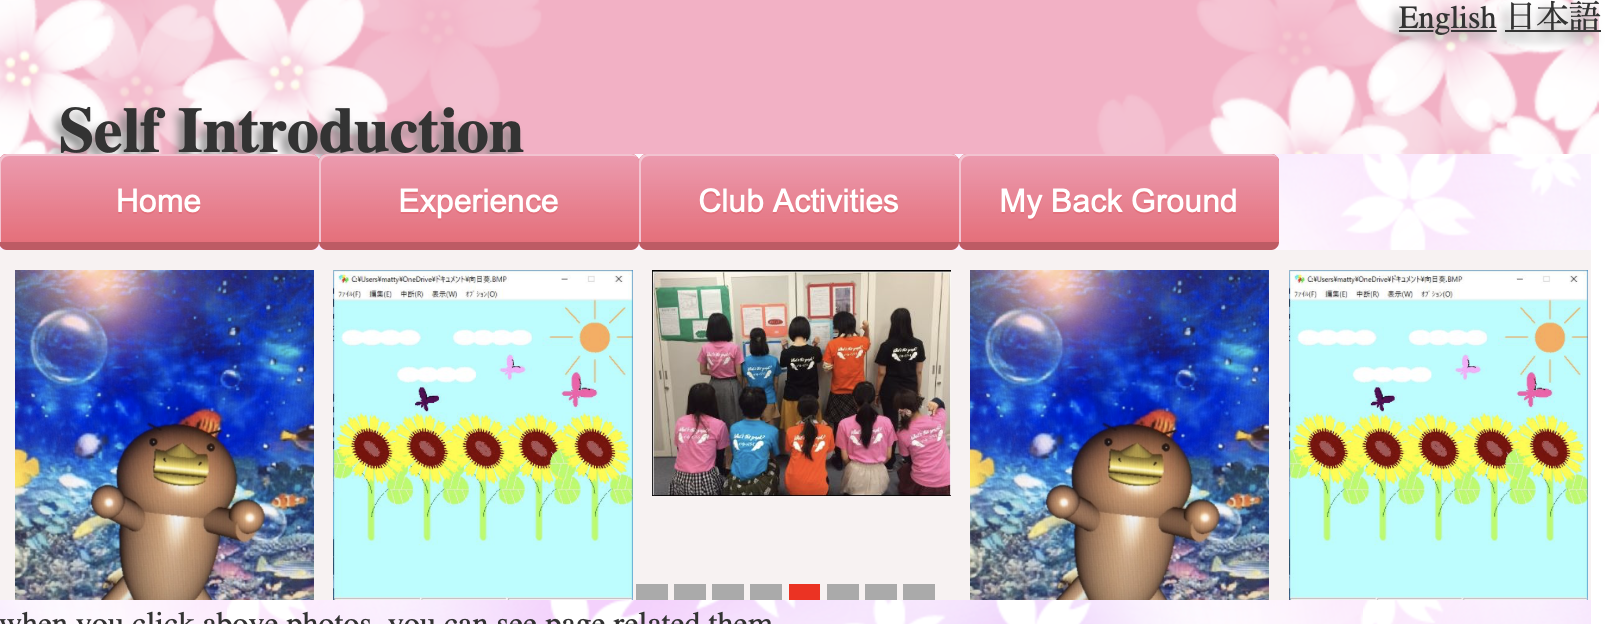 English 日本語
Self Introduction
Home Experience Club Activities My Back Ground
C:¥Users¥matty¥OneDrive¥ドキュメント¥向日葵.BMP
ファイル(F) 編集(E) 中断(R) 表示(W) オプション(O)
C:¥Users¥matty¥OneDrive¥ドキュメント¥向日葵.BMP
ファイル(F) 編集(E) 中断(R) 表示(W) オプション(O)
when you click above photos, you can see page related them